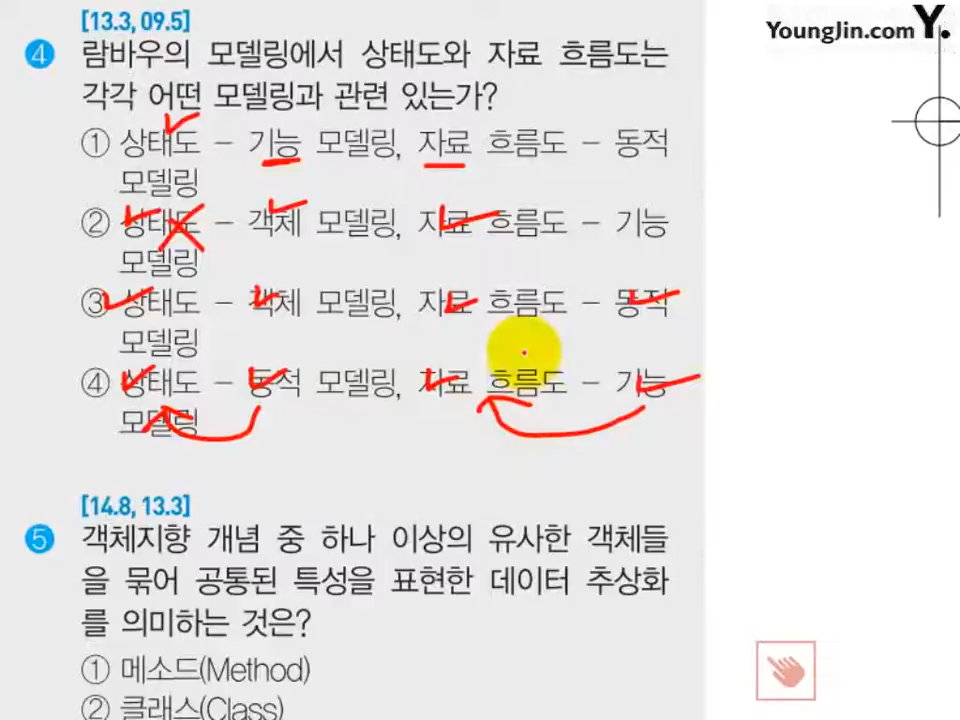 [13.3, 09.5]
YoungJin.com Y.
4 람바우의 모델링에서 상태도와 자료 흐름도는
각각 어떤 모델링과 관련 있는가?
① 상태도 – 기능 모델링, 자료 흐름도 – 동적
모델링
② 상태도 – 객체 모델링, 자료 흐름도 – 기능
모델링
③ 상태도 – 객체 모델링, 자료 흐름도 – 동적
모델링
④ 상태도 – 동적 모델링, 자료 흐름도 – 기능
모델링
[14.8, 13.3]
5 객체지향 개념 중 하나 이상의 유사한 객체들
을 묶어 공통된 특성을 표현한 데이터 추상화
를 의미하는 것은?
① 메소드(Method)
② 클래스(Class)